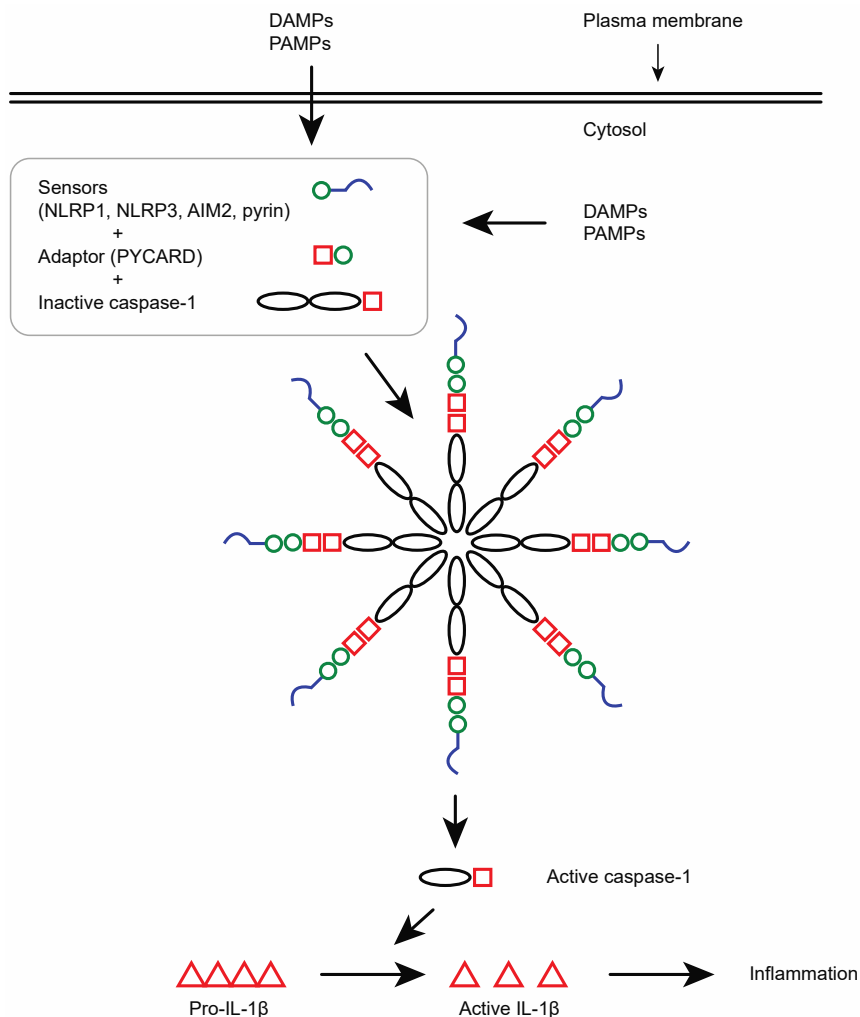 DAMPs
PAMPs
Plasma membrane
Cytosol
Sensors
(NLRP1, NLRP3, AIM2, pyrin)
+
Adaptor (PYCARD)
+
Inactive caspase-1
DAMPs
PAMPs
Active caspase-1
Pro-IL-1β
Active IL-1β
Inflammation